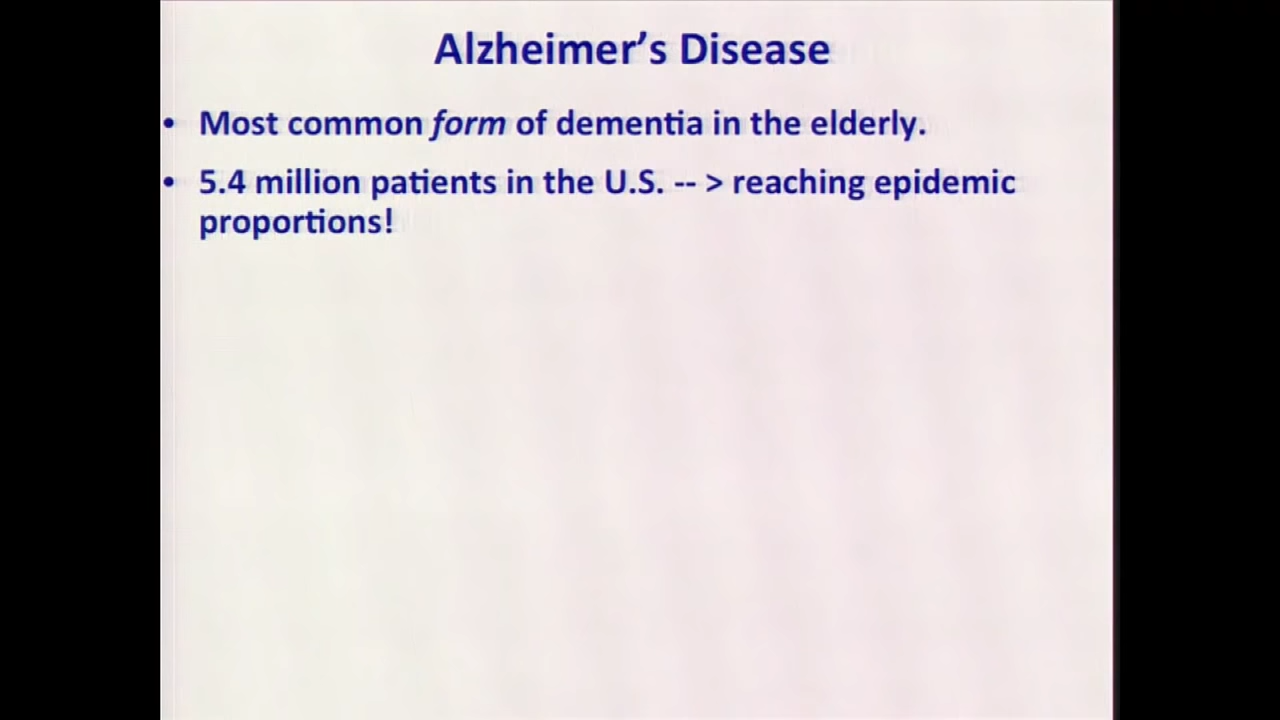 Alzheimer’s Disease
• Most common form of dementia in the elderly.
• 5.4 million patients in the U.S. -- > reaching epidemic
proportions!